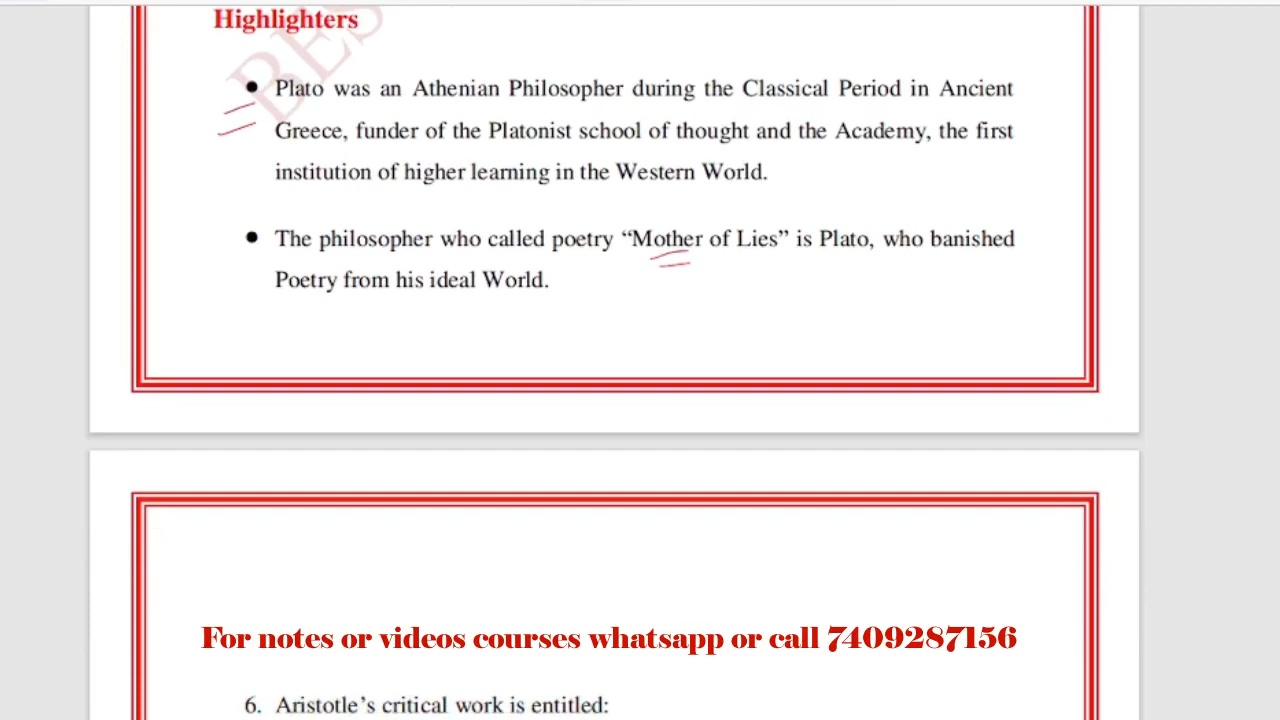 Highlighters
BES
• Plato was an Athenian Philosopher during the Classical Period in Ancient
Greece, funder of the Platonist school of thought and the Academy, the first
institution of higher learning in the Western World.
• The philosopher who called poetry “Mother of Lies” is Plato, who banished
Poetry from his ideal World.
For notes or videos courses whatsapp or call 7409287156
6. Aristotle’s critical work is entitled: